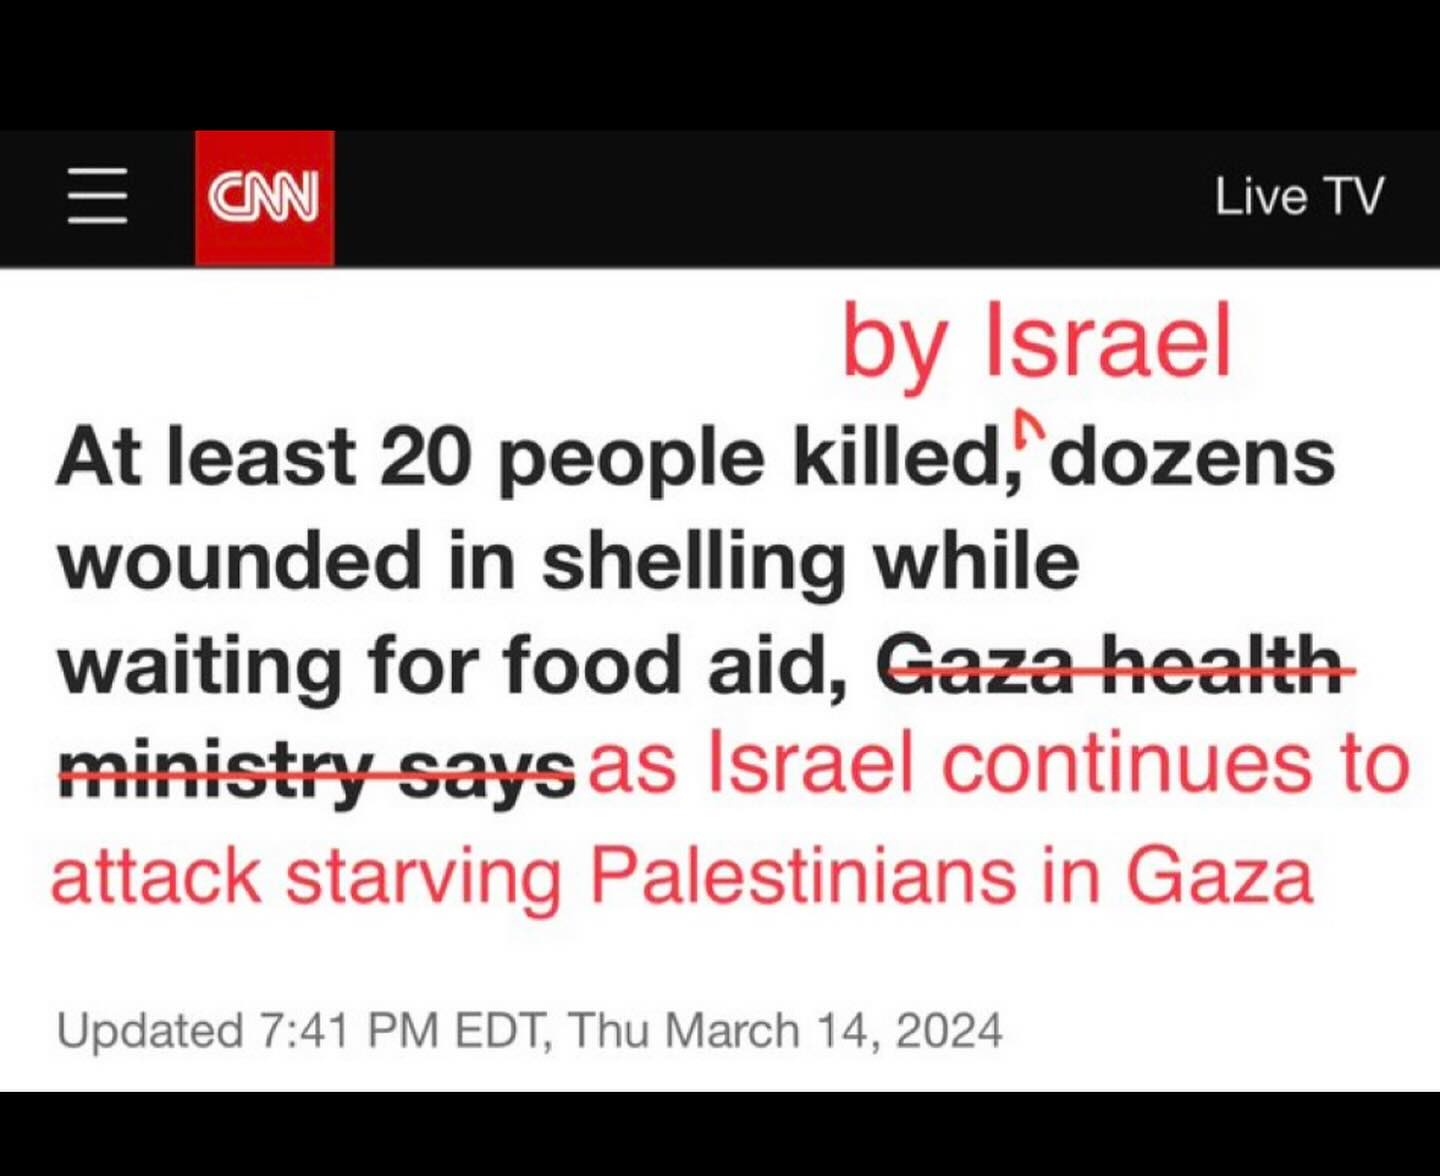 CNN
Live TV
by Israel
At least 20 people killed, dozens
wounded in shelling while
waiting for food aid, Gaza health
ministry says as Israel continues to
attack starving Palestinians in Gaza
Updated 7:41 PM EDT, Thu March 14, 2024